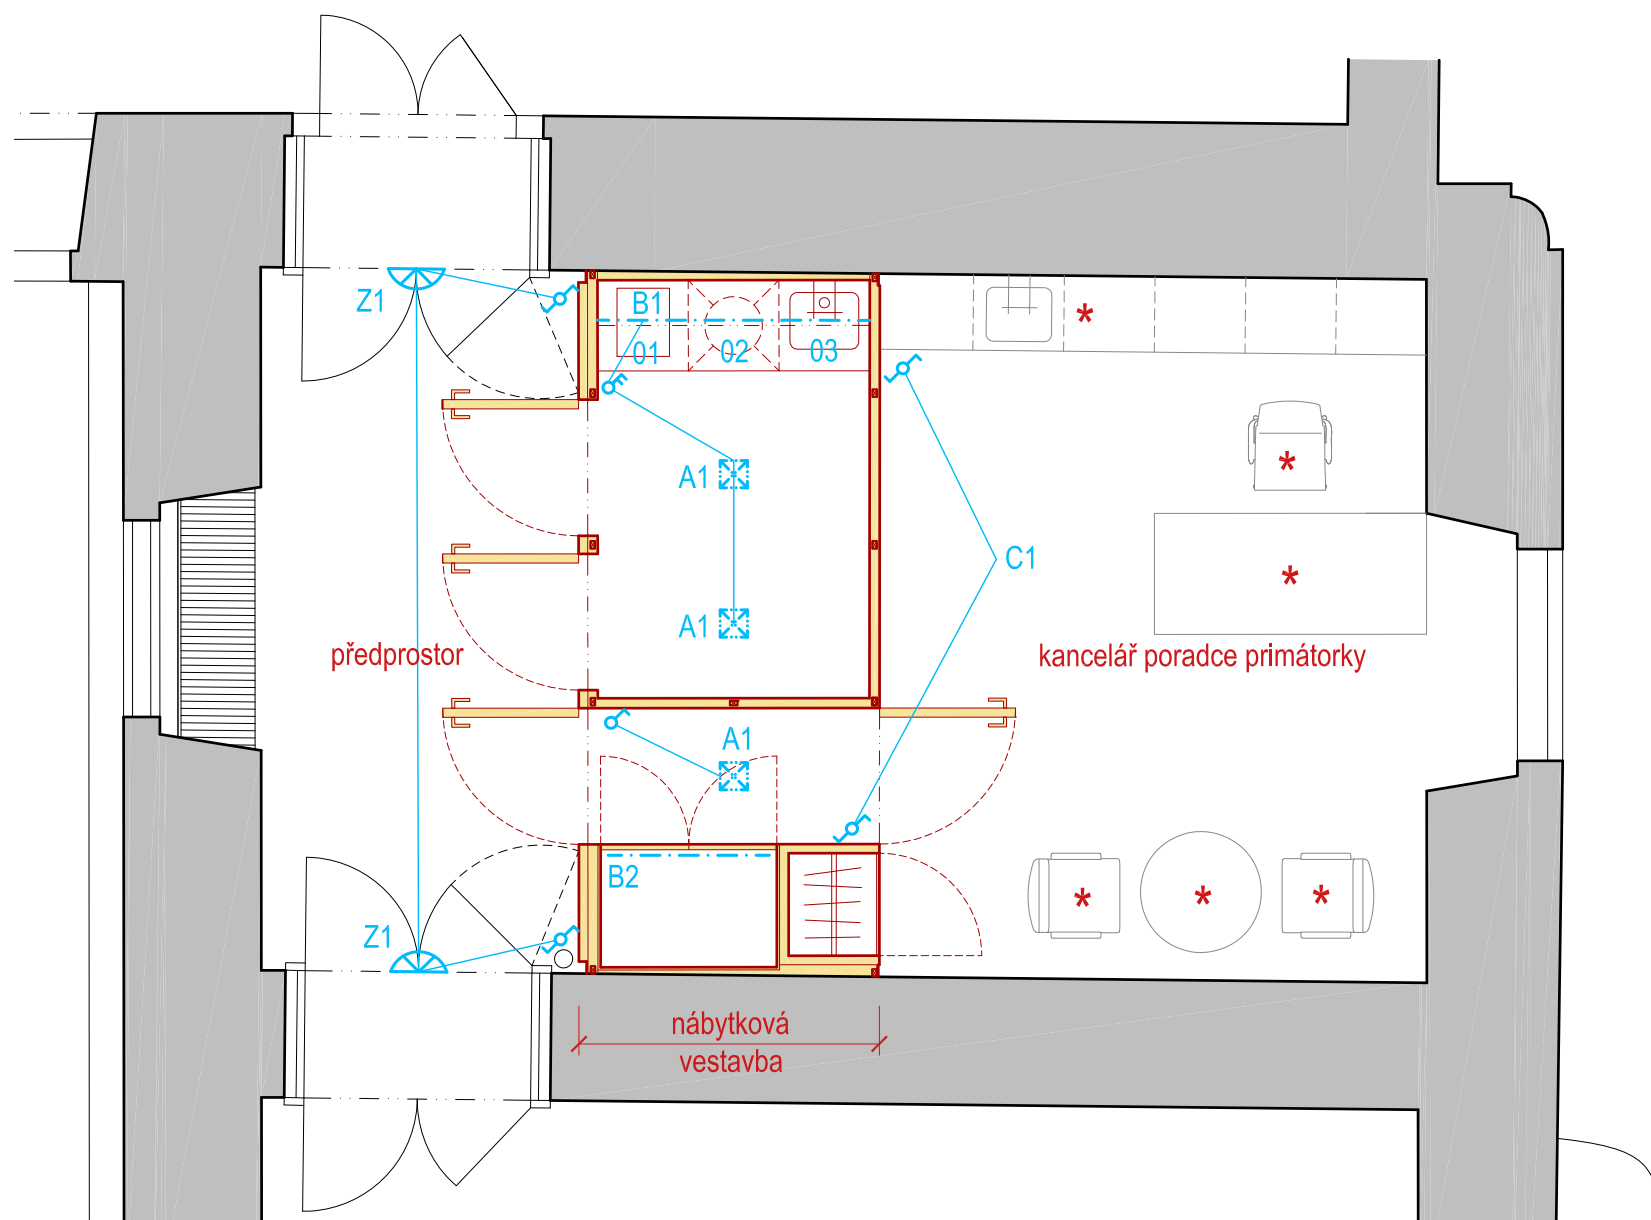 Z1
B1
01
02
03
*
A1
*
C1
*
A1
předprostor
kancelář poradce primátorky
A1
B2
*
*
*
Z1
nábytková
vestavba